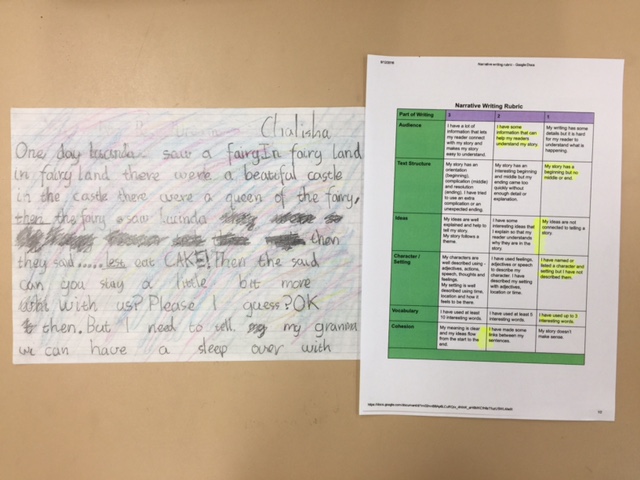 Chalisha
One day Lucinda saw a fairy In fairy land
in fairy land there were a beatiful castle
in the castle there were a queen of the fairy,
then the fairy saw lucinda
then
they said..... lest eat CAKE! Then the said
can you stay a little bit more
with us? Please I guess? OK
then. But I need to tell my granma
we can have a sleep over with
Narrative writing rubric - Google Docs
Narrative Writing Rubric
Part of Writing 3 2 1
Audience
I have a lot of
information that lets
my reader connect
with my story and
makes my story
easy to understand.
I have some
information that can
help my readers
understand my story.
My writing has some
details but it is hard
for my reader to
understand what is
happening.
Text Structure
My story has an
orientation
(beginning),
complication (middle) and
resolution (ending). I have tried
to use an extra complication or an
unexpected ending.
My story has an
interesting beginning
and middle but my
ending came too
quickly without
enough detail or
explanation.
My story has a
beginning but no
middle or end.
Ideas
My ideas are well
explained and help to
tell my story.
My story follows a
theme.
I have some
interesting ideas that
I explain so that my
reader understands
why they are in the
story.
My ideas are not
connected to telling a
story.
Character /
Setting
My characters are
well described using -
adjectives, actions,
speech, thoughts and
feelings.
My setting is well
described using time,
location and how it
feels to be there.
I have used feelings,
adjectives or speech
to describe my
character. I have
described my setting
with adjectives,
location or time.
I have named or
listed a character and
setting but I have
not described them.
Vocabulary
I have used at least
10 interesting words.
I have used at least 5
interesting words.
I have used up to 3
interesting words.
Cohesion
My meaning is clear
and my ideas flow
from the start to the
end.
I have made some
links between my
sentences.
My story doesn't
make sense.